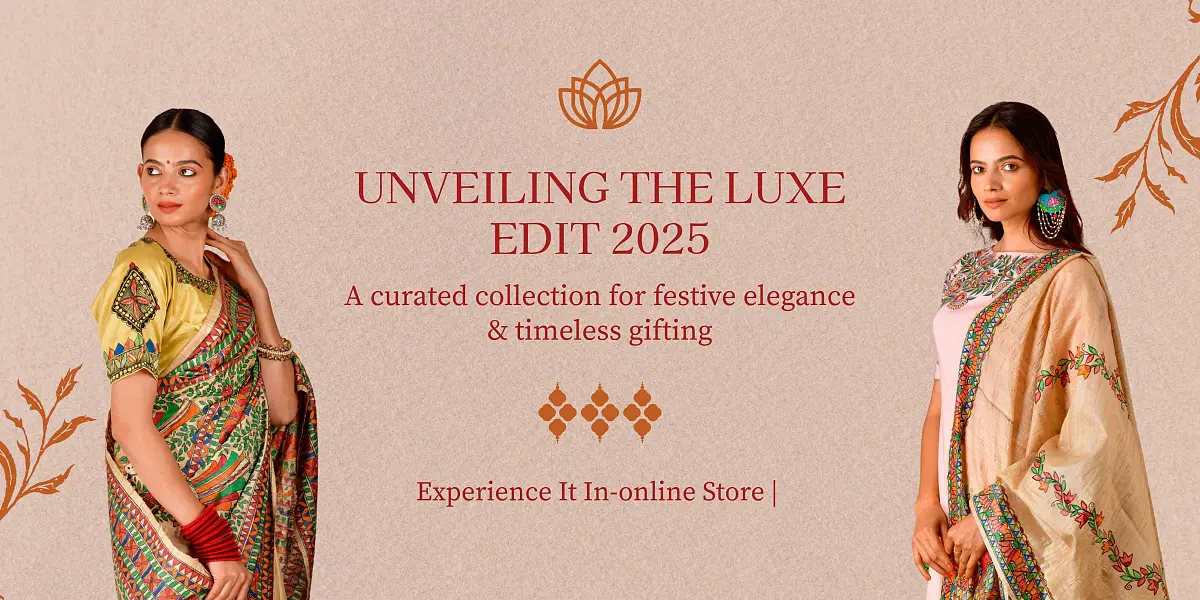 UNVEILING THE LUXE
EDIT 2025
A curated collection for festive elegance
& timeless gifting
Experience It In-online Store |